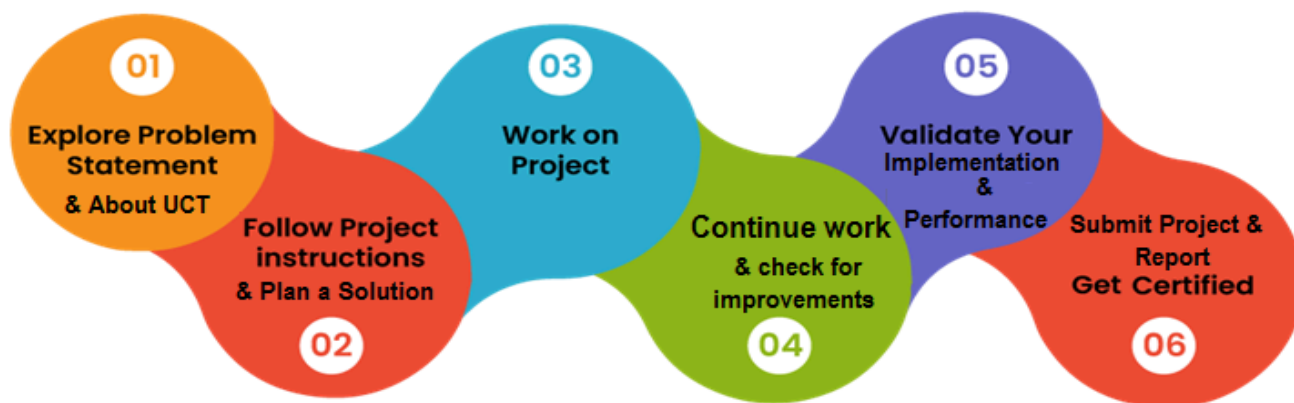 01
Explore Problem
Statement
& About UCT
Follow Project
instructions
& Plan a Solution
02
03
Work on
Project
Continue work
& check for
improvements
04
05
Validate Your
Implementation
&
Performance
Submit Project &
Report
Get Certified
06